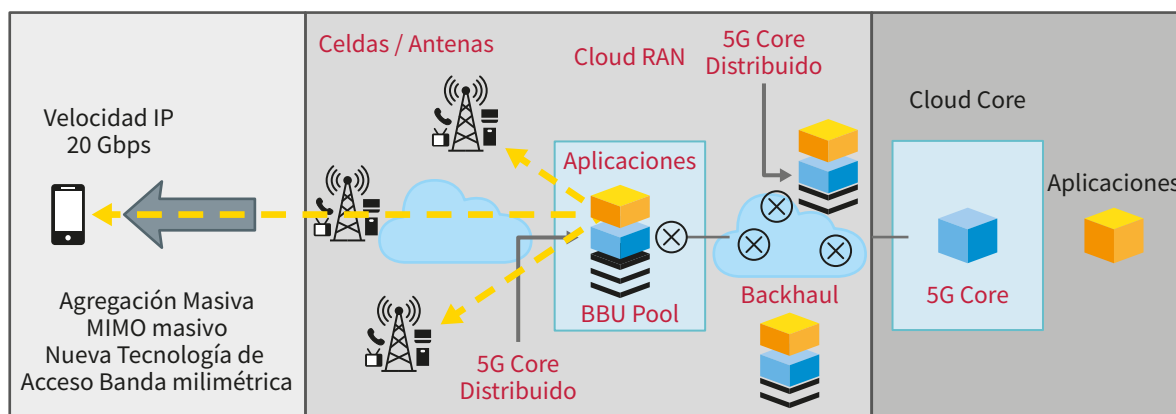 Velocidad IP
20 Gbps
Agregación Masiva
MIMO masivo
Nueva Tecnología de
Acceso Banda milimétrica
Celdas / Antenas
Cloud RAN
5G Core
Distribuido
Aplicaciones
BBU Pool
5G Core
Distribuido
Backhaul
Cloud Core
5G Core
Aplicaciones